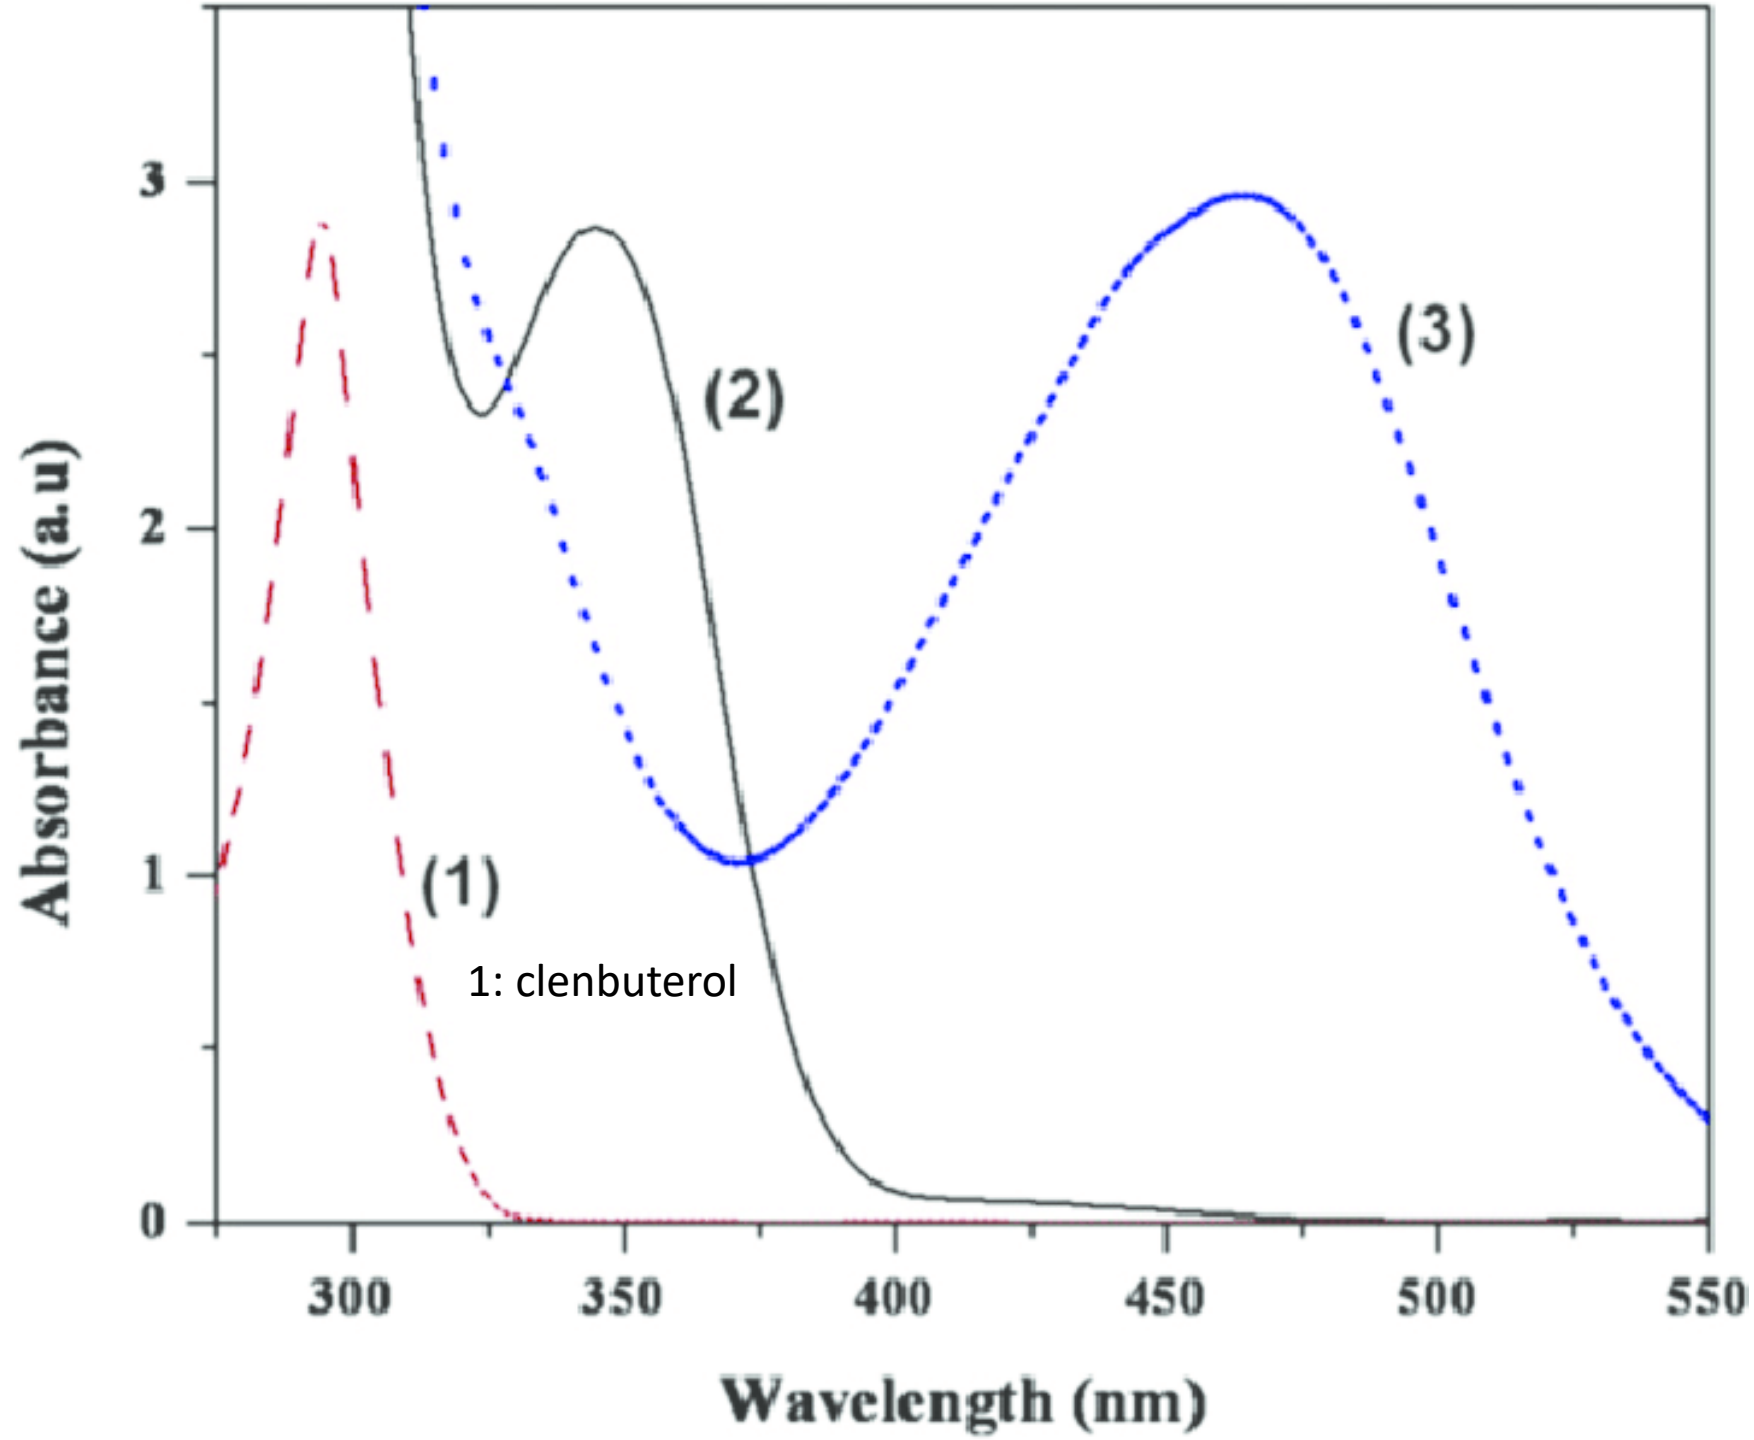 3
2
1
0
Absorbance (a.u)
(1)
(2)
(3)
1: clenbuterol
300 350 400 450 500 550
Wavelength (nm)